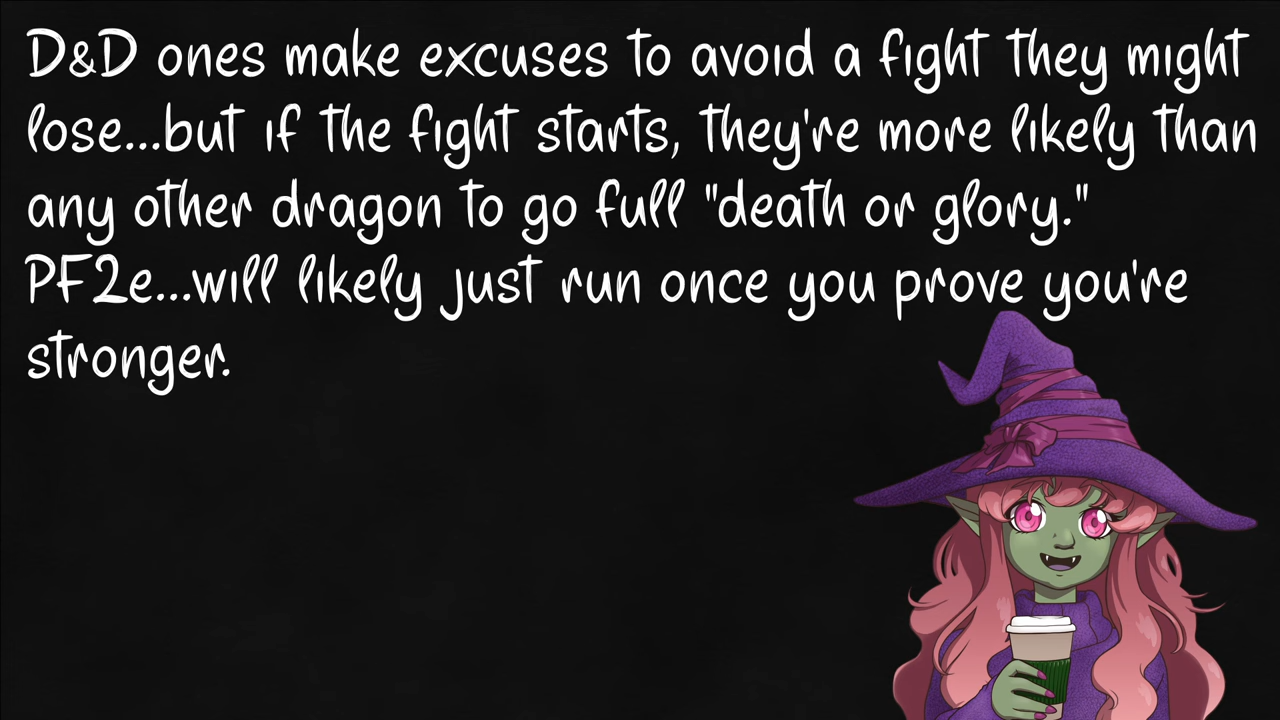 D&D ones make excuses to avoid a fight they might
lose...but if the fight starts, they're more likely than
any other dragon to go full "death or glory."
PF2e...will likely just run once you prove you're
stronger.